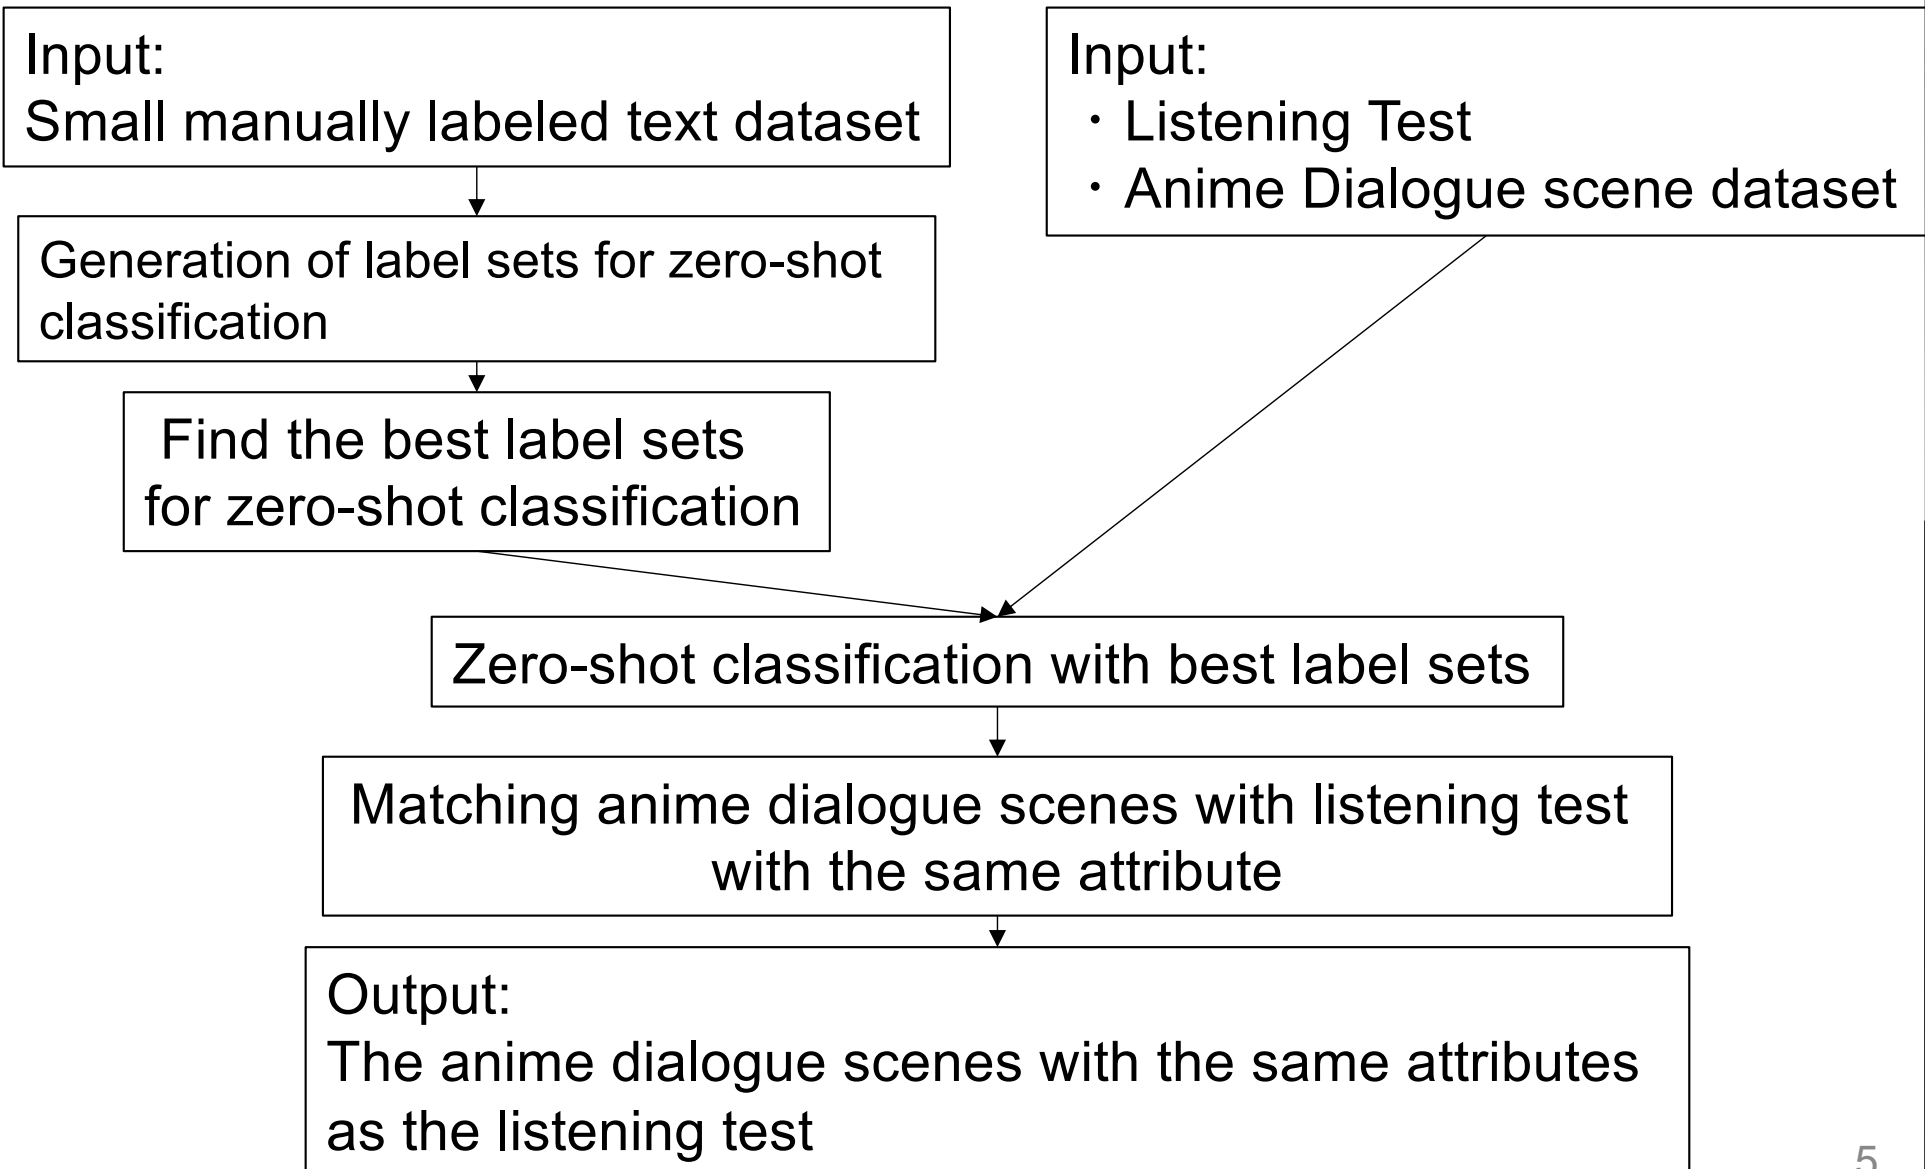 Input:
Small manually labeled text dataset
Input:
・Listening Test
・Anime Dialogue scene dataset
Generation of label sets for zero-shot
classification
Find the best label sets
for zero-shot classification
Zero-shot classification with best label sets
Matching anime dialogue scenes with listening test
with the same attribute
Output:
The anime dialogue scenes with the same attributes
as the listening test
5